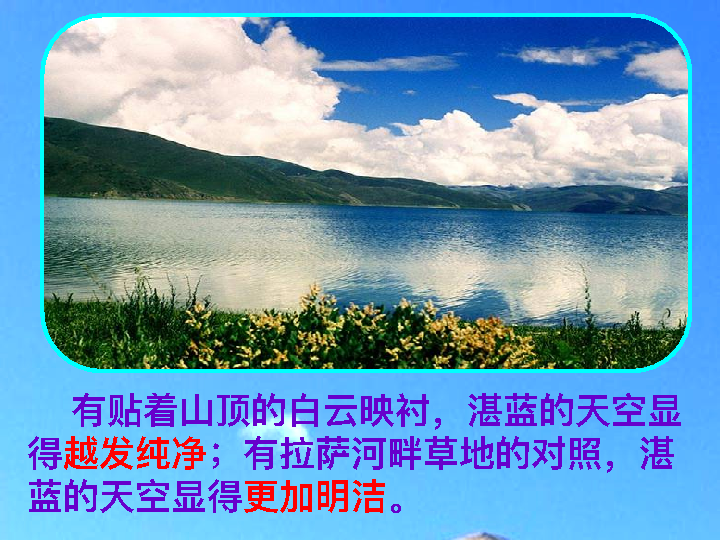 有贴着山顶的白云映衬，湛蓝的天空显
得越发纯净；有拉萨河畔草地的对照，湛
蓝的天空显得更加明洁。